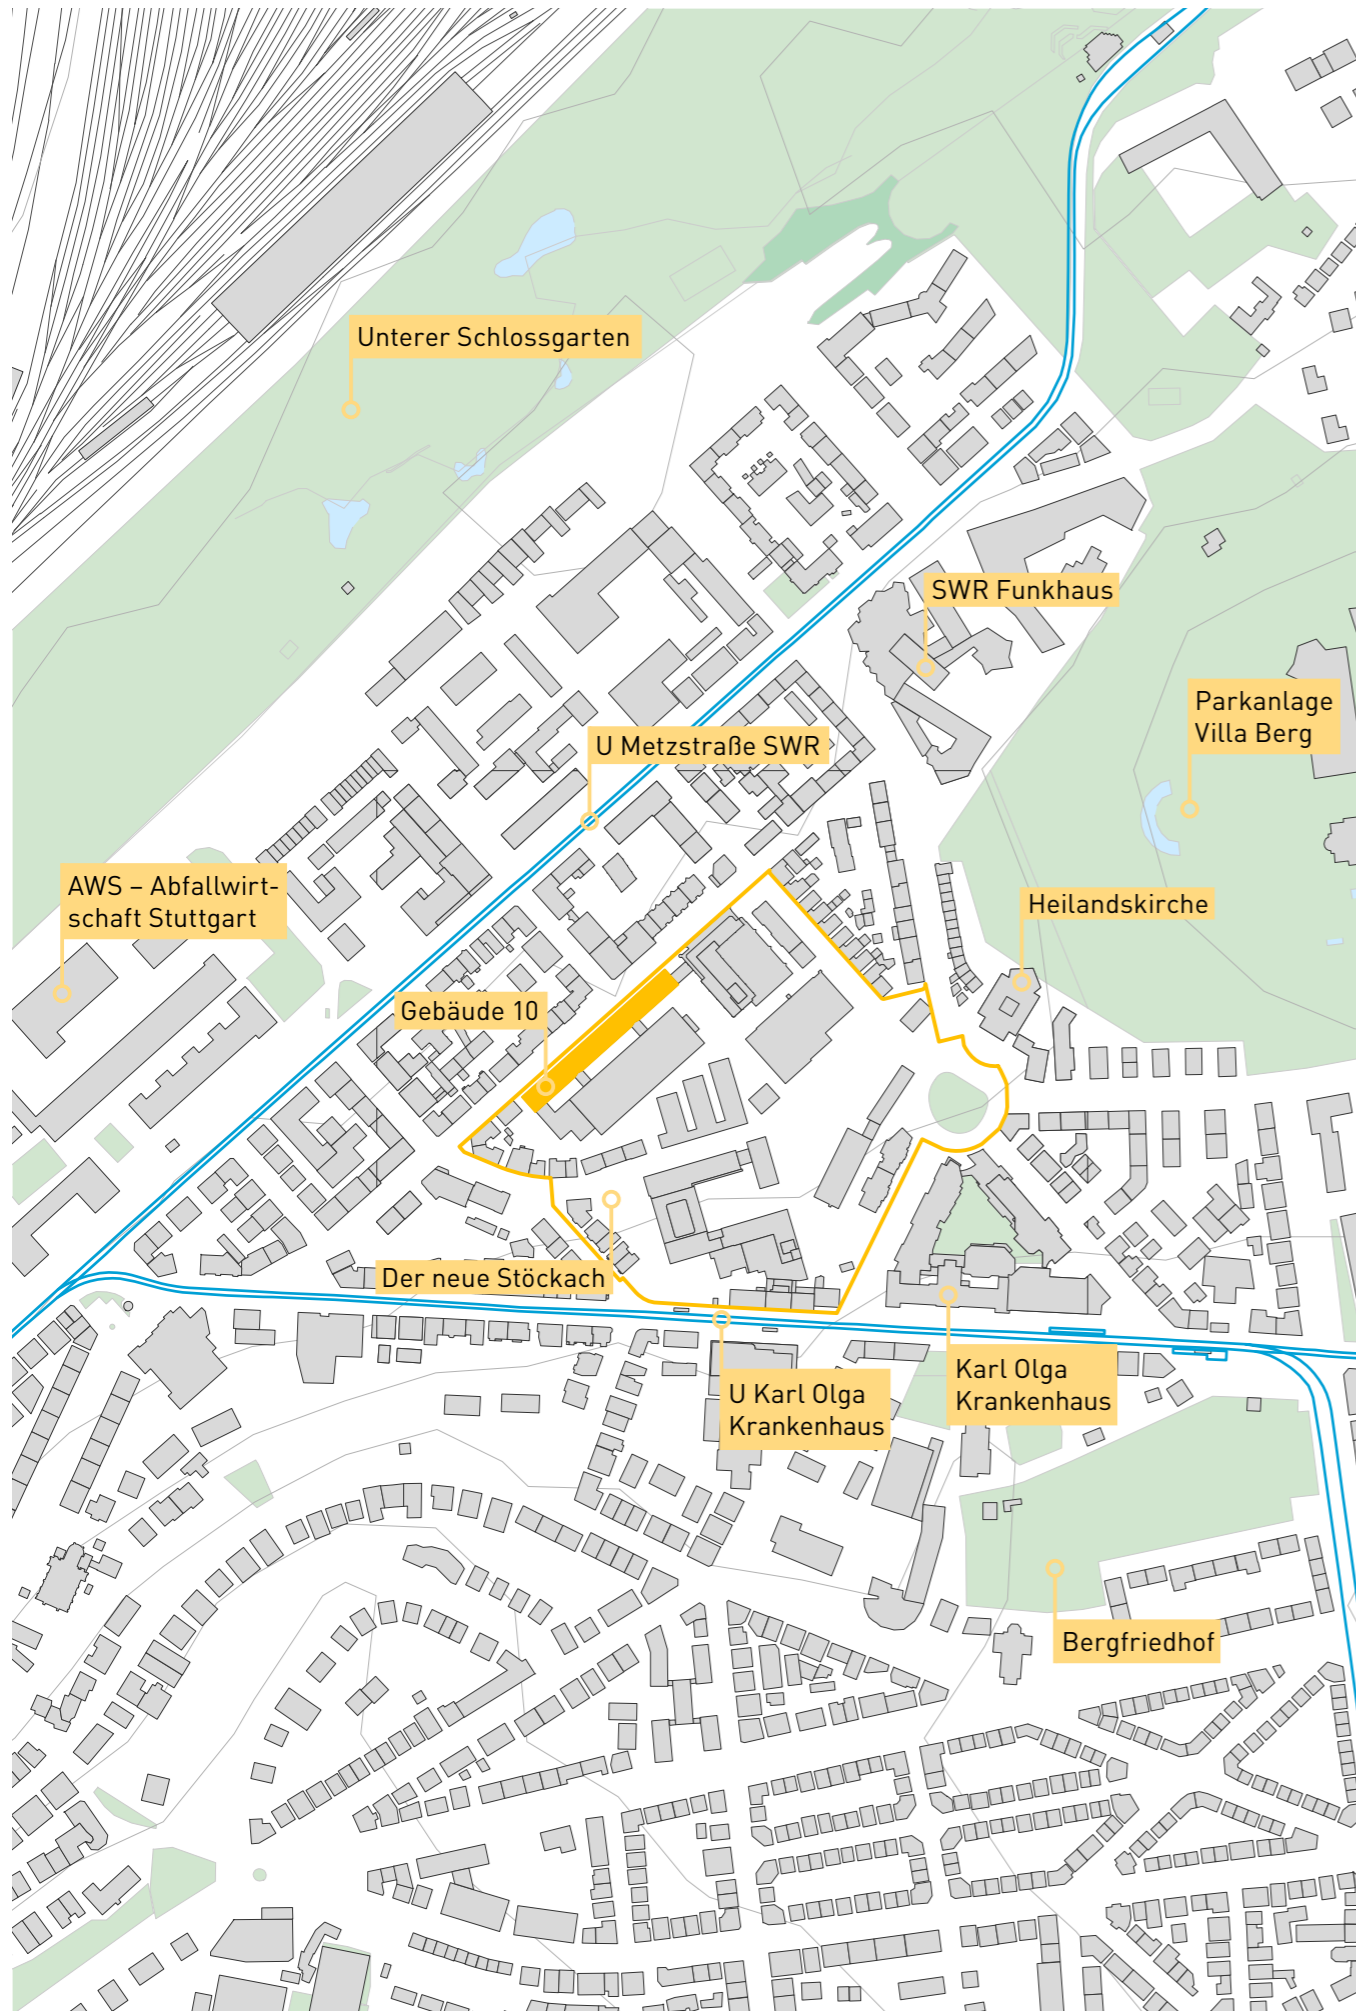 Unterer Schlossgarten
SWR Funkhaus
Parkanlage
Villa Berg
U Metzstraße SWR
AWS – Abfallwirt-
schaft Stuttgart
Heilandskirche
Gebäude 10
Der neue Stöckach
Karl Olga
Krankenhaus
U Karl Olga
Krankenhaus
Bergfriedhof